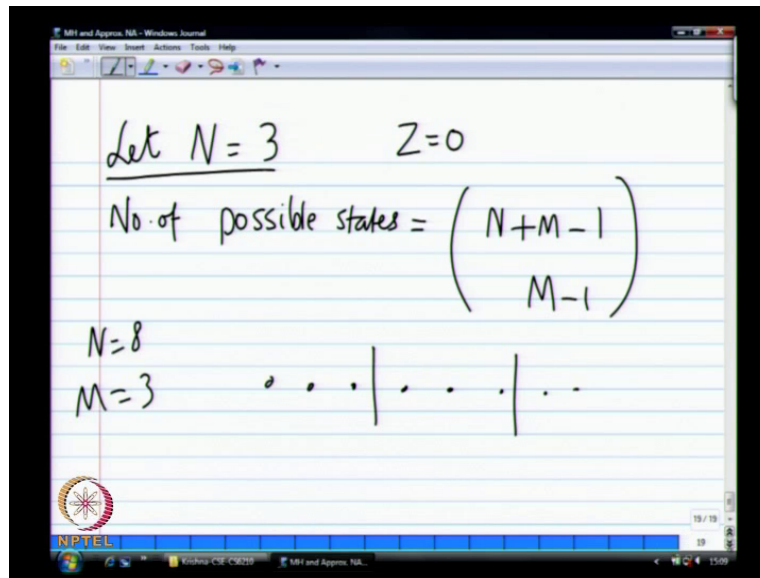 MH and Approx. NA - Windows Journal
File Edit View Insert Actions Tools Help
Let N = 3 Z=0
No. of possible states = ( N+M-1
M-1 )
N=8
M=3
19 / 19
19
NPTEL
Krishna-CSE-C96210 MH and Approx. NA... 15:09